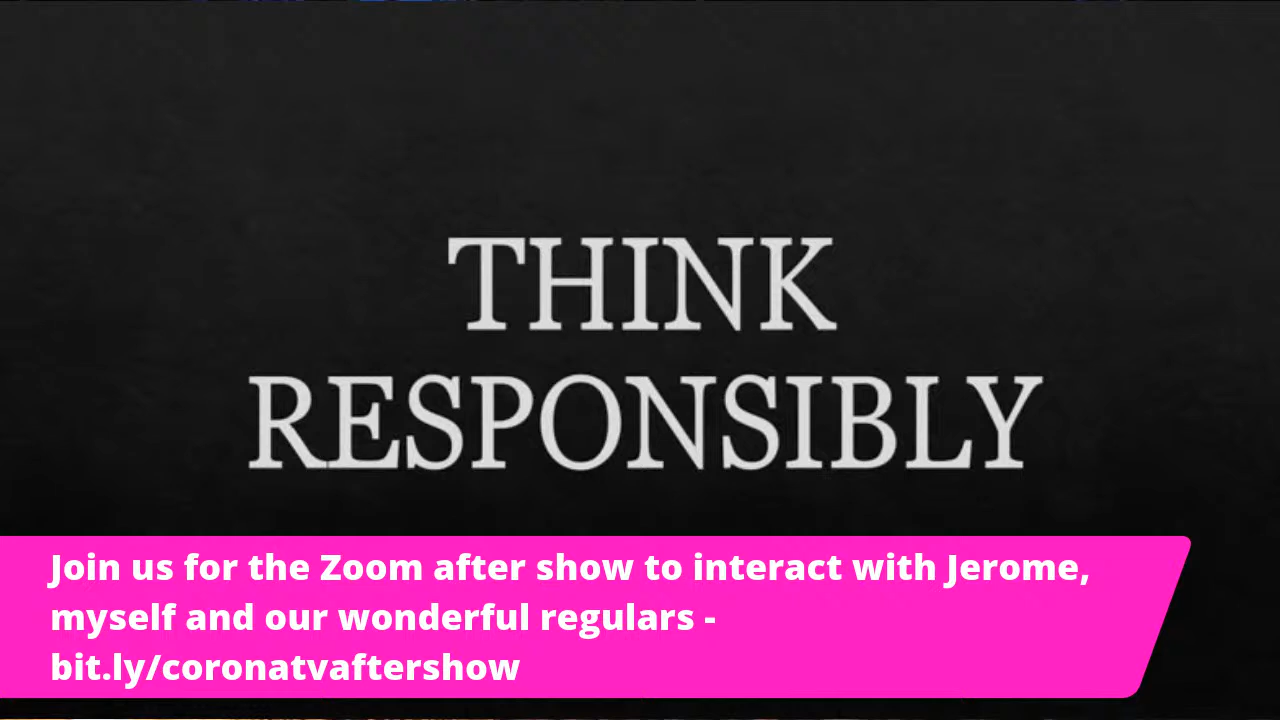 THINK
RESPONSIBLY
Join us for the Zoom after show to interact with Jerome,
myself and our wonderful regulars -
bit.ly/coronatvaftershow